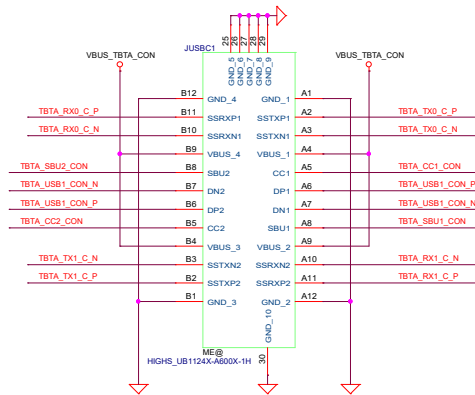 25
26
27
28
29
JUSBC1
VBUS_TBTA_CON
VBUS_TBTA_CON
GND_5
GND_6
GND_7
GND_8
GND_9
B12 GND_4 GND_1 A1
TBTA_RX0_C_P B11 SSRXP1 SSTXP1 A2 TBTA_TX0_C_P
TBTA_RX0_C_N B10 SSRXN1 SSTXN1 A3 TBTA_TX0_C_N
B9 VBUS_4 VBUS_1 A4
TBTA_SBU2_CON B8 SBU2 CC1 A5 TBTA_CC1_CON
TBTA_USB1_CON_N B7 DN2 DP1 A6 TBTA_USB1_CON_P
TBTA_USB1_CON_P B6 DP2 DN1 A7 TBTA_USB1_CON_N
TBTA_CC2_CON B5 CC2 SBU1 A8 TBTA_SBU1_CON
B4 VBUS_3 VBUS_2 A9
TBTA_TX1_C_N B3 SSTXN2 SSRXN2 A10 TBTA_RX1_C_N
TBTA_TX1_C_P B2 SSTXP2 SSRXP2 A11 TBTA_RX1_C_P
B1 GND_3 GND_2 A12
GND_10
30
ME@
HIGHS_UB1124X-A600X-1H